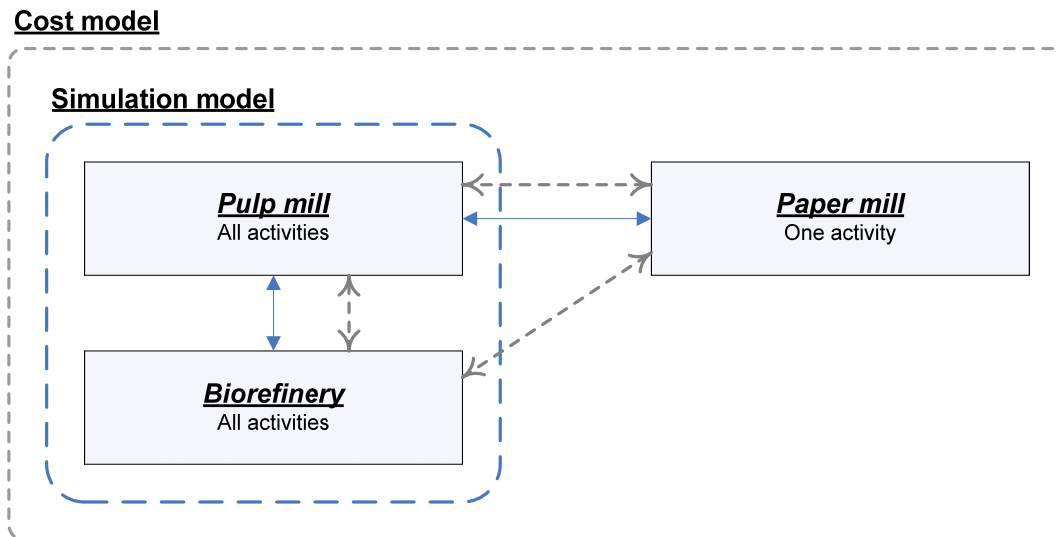 Cost model
Simulation model
Pulp mill
All activities
Paper mill
One activity
Biorefinery
All activities